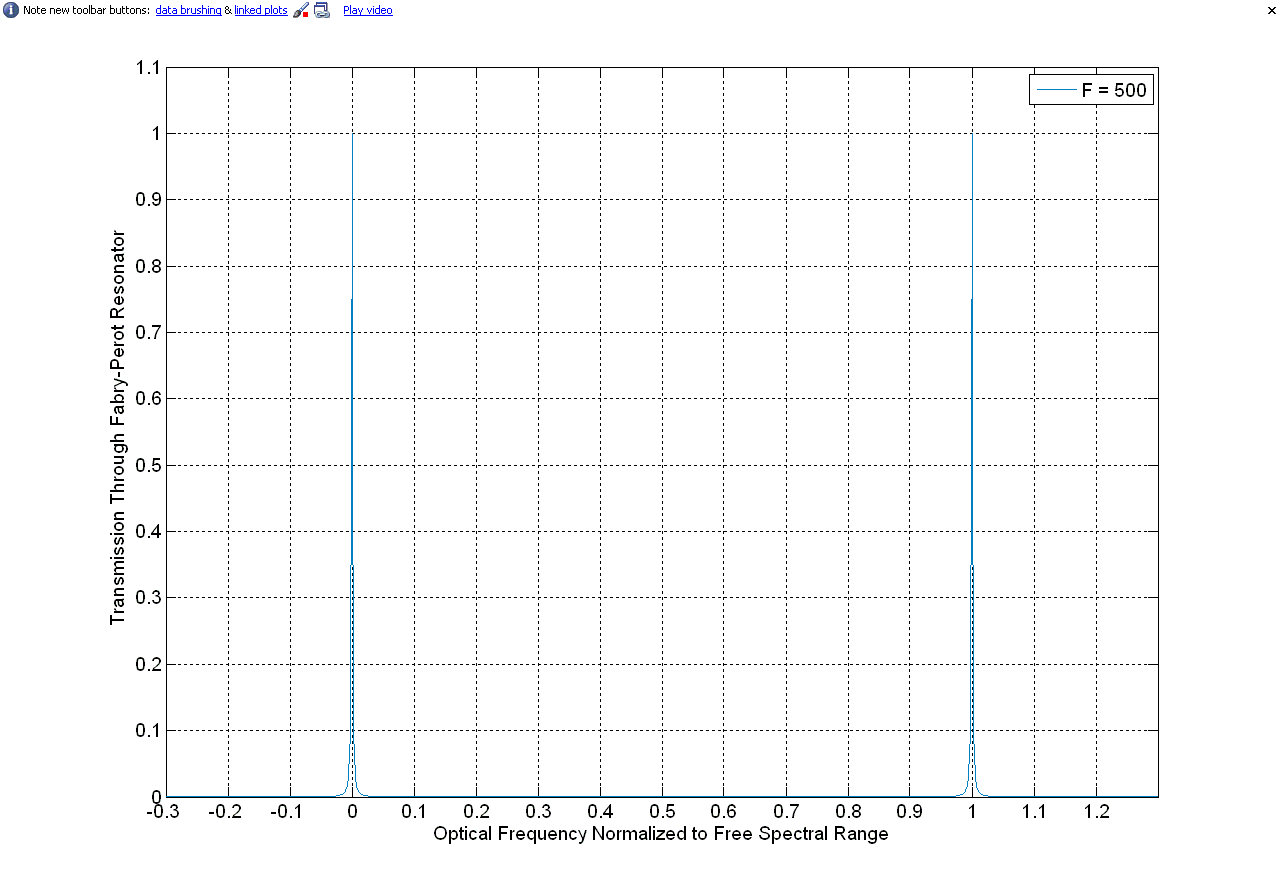 Note new toolbar buttons: data brushing & linked plots Play video
1.1
F = 500
1
0.9
0.8
0.7
0.6
0.5
0.4
0.3
0.2
0.1
0
Transmission Through Fabry-Perot Resonator
-0.3 -0.2 -0.1 0 0.1 0.2 0.3 0.4 0.5 0.6 0.7 0.8 0.9 1 1.1 1.2
Optical Frequency Normalized to Free Spectral Range